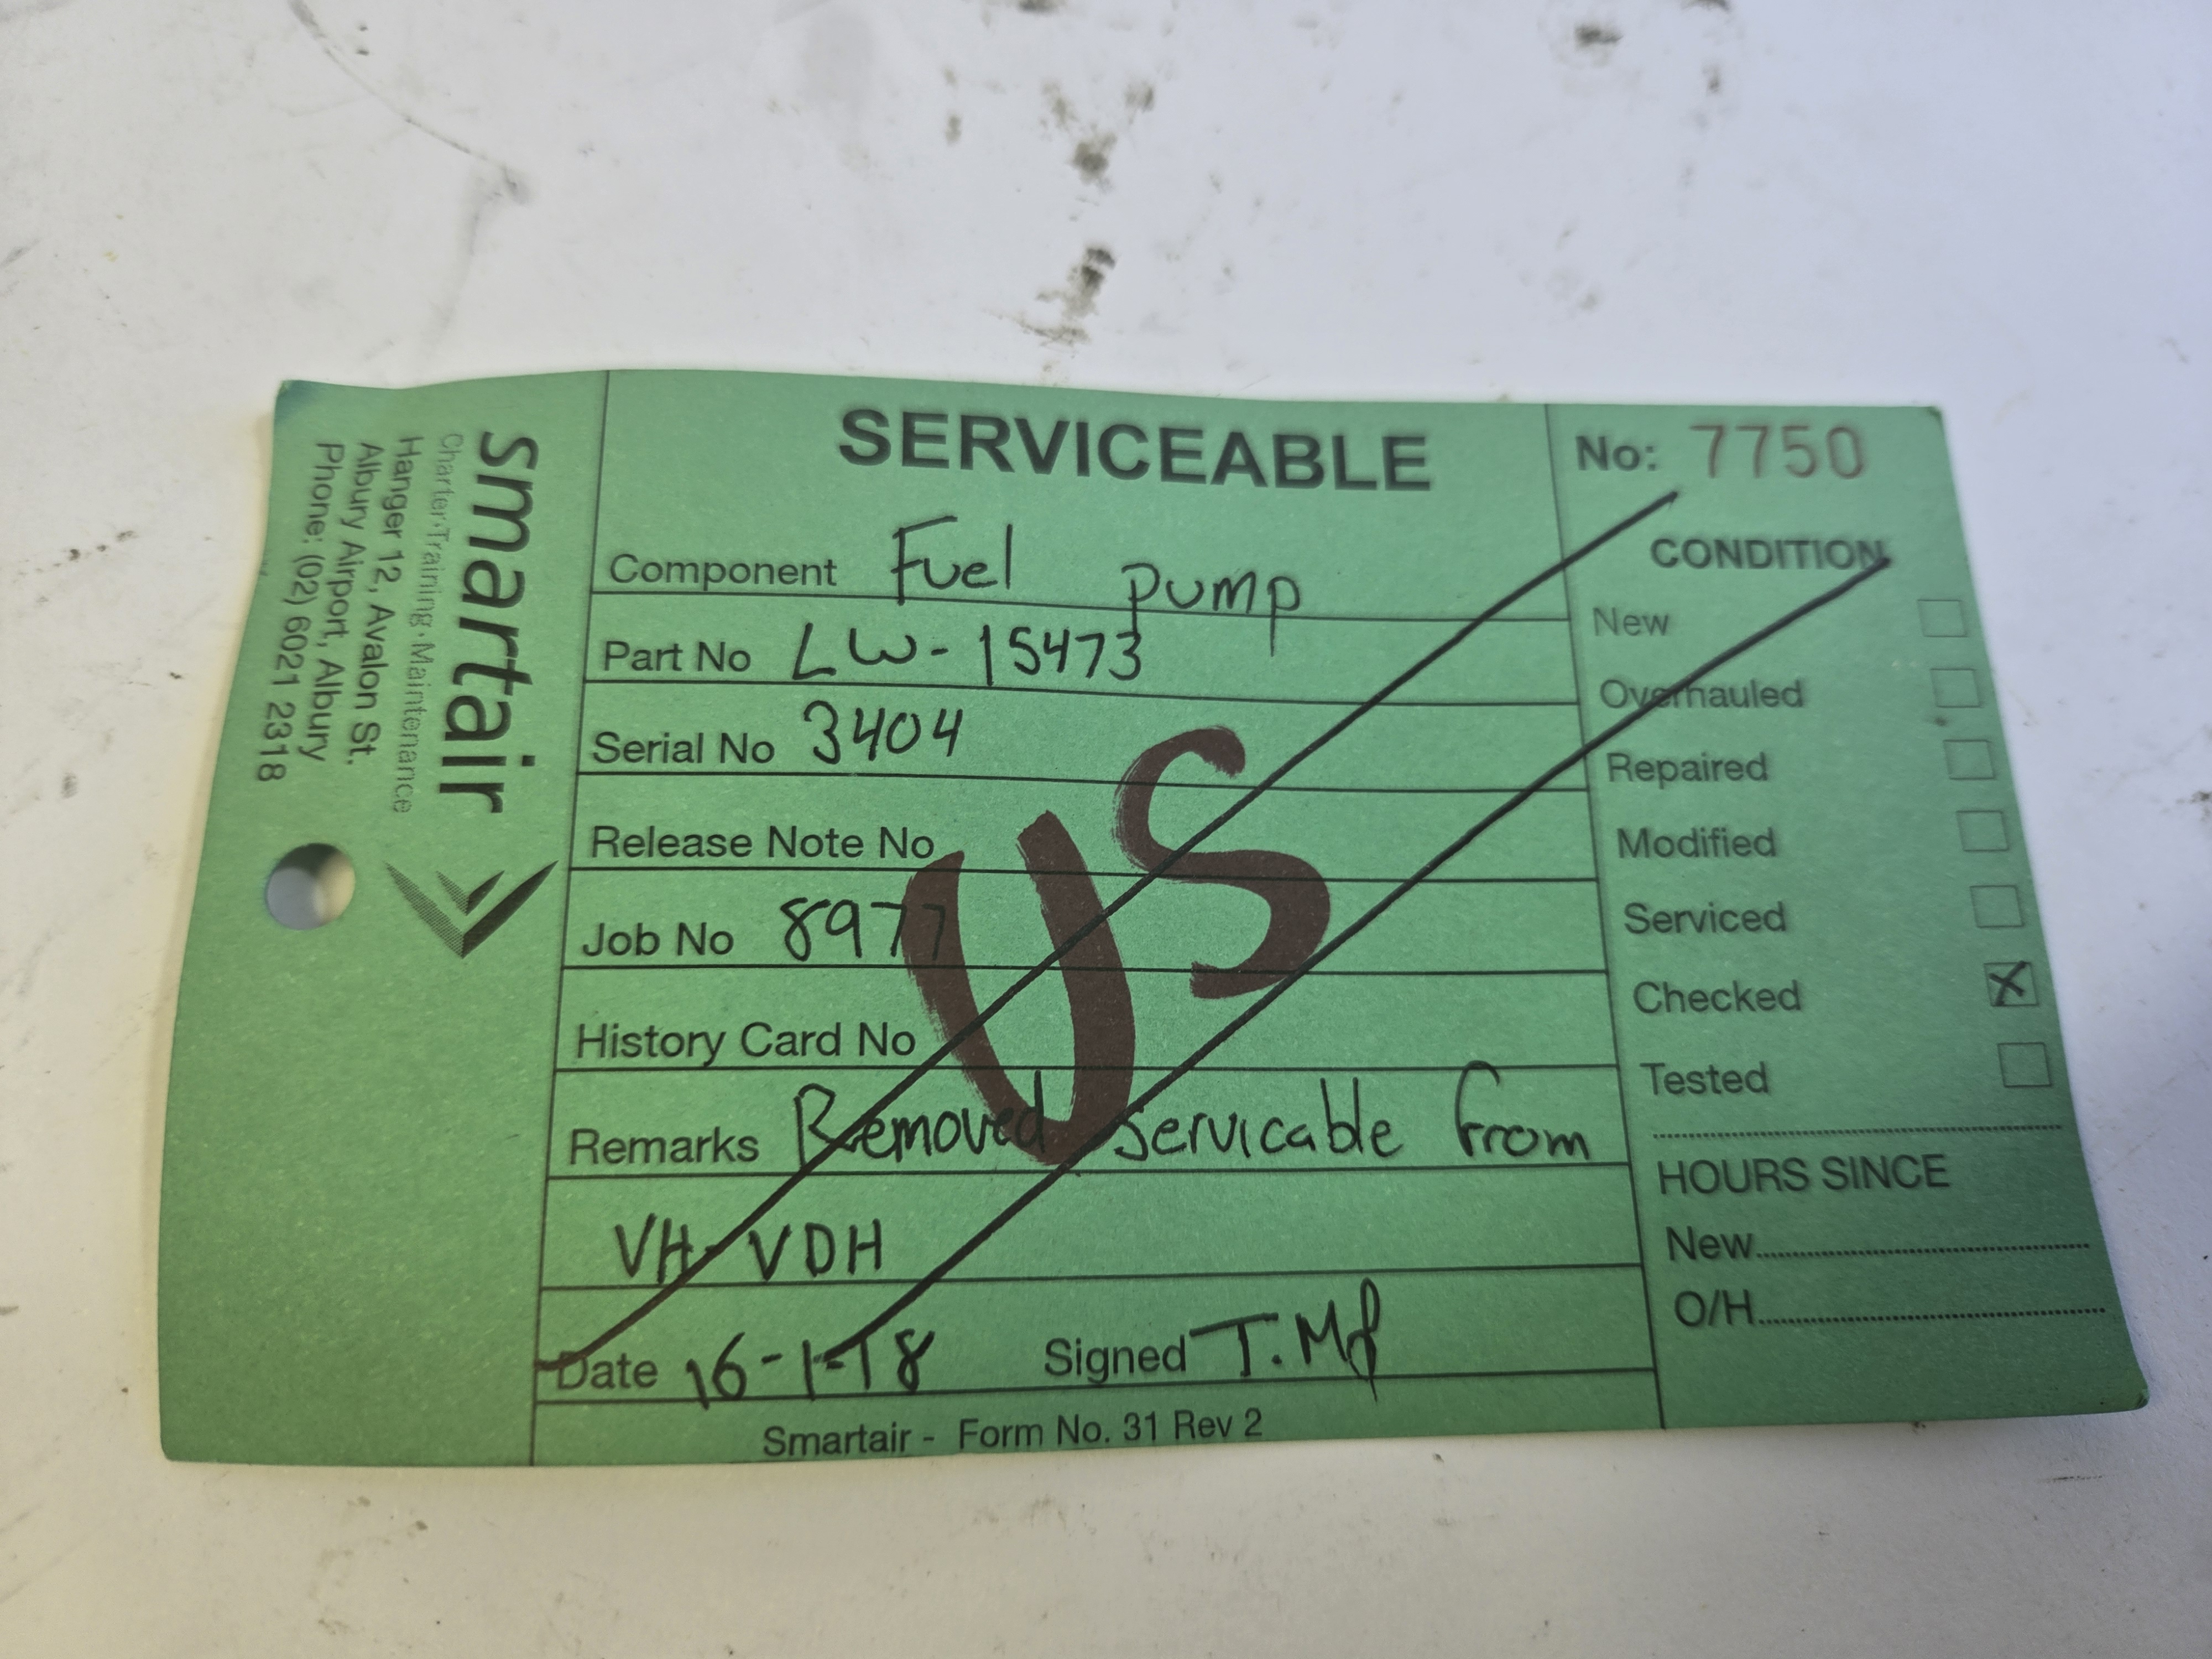 smartair
Charter·Training·Maintenance
Hanger 12, Avalon St.
Albury Airport, Albury
Phone: (02) 6021 2318
SERVICEABLE
Component Fuel pump
Part No LW-15473
Serial No 3404
Release Note No
Job No 8977
History Card No
Remarks Removed servicable from
VH-VDH
Date 16-1-18 Signed
Smartair - Form No. 31 Rev 2
US
No: 7750
CONDITION
New
Overhauled
Repaired
Modified
Serviced
Checked X
Tested
HOURS SINCE
New
O/H